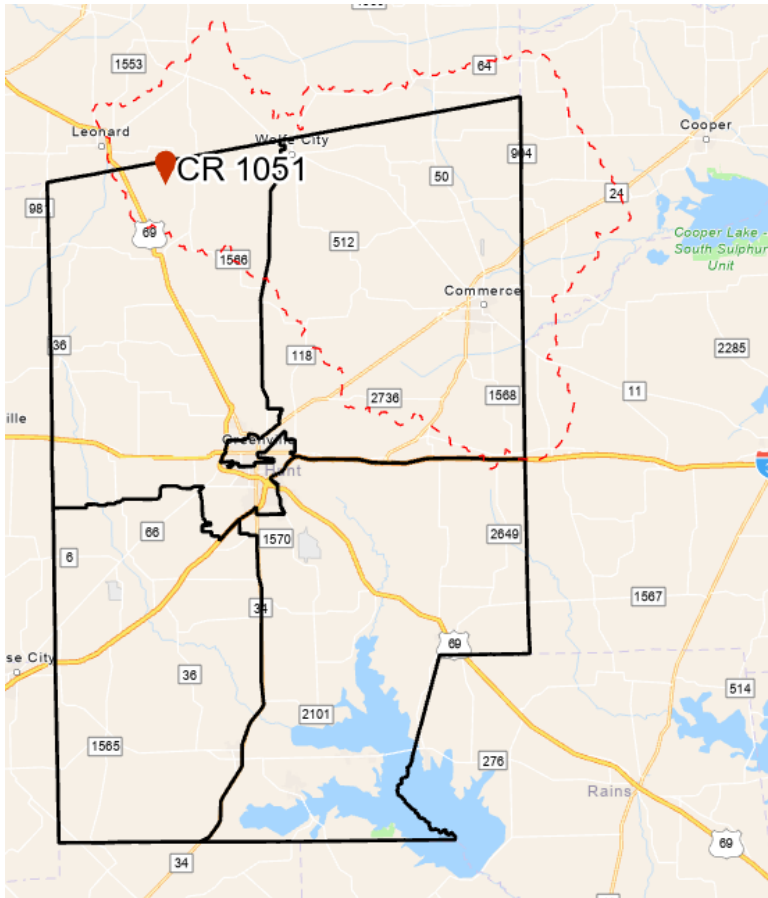 1553
64
Leonard
Wolfe City
Cooper
904
CR 1051
50
24
981
69
1566
512
Cooper Lake -
South Sulphur
Unit
Commerce
36
118
2285
2736
1568
11
ville
Greenville
Hunt
66
1570
2649
6
1567
34
69
se City
36
514
2101
1565
276
Rains
69
34